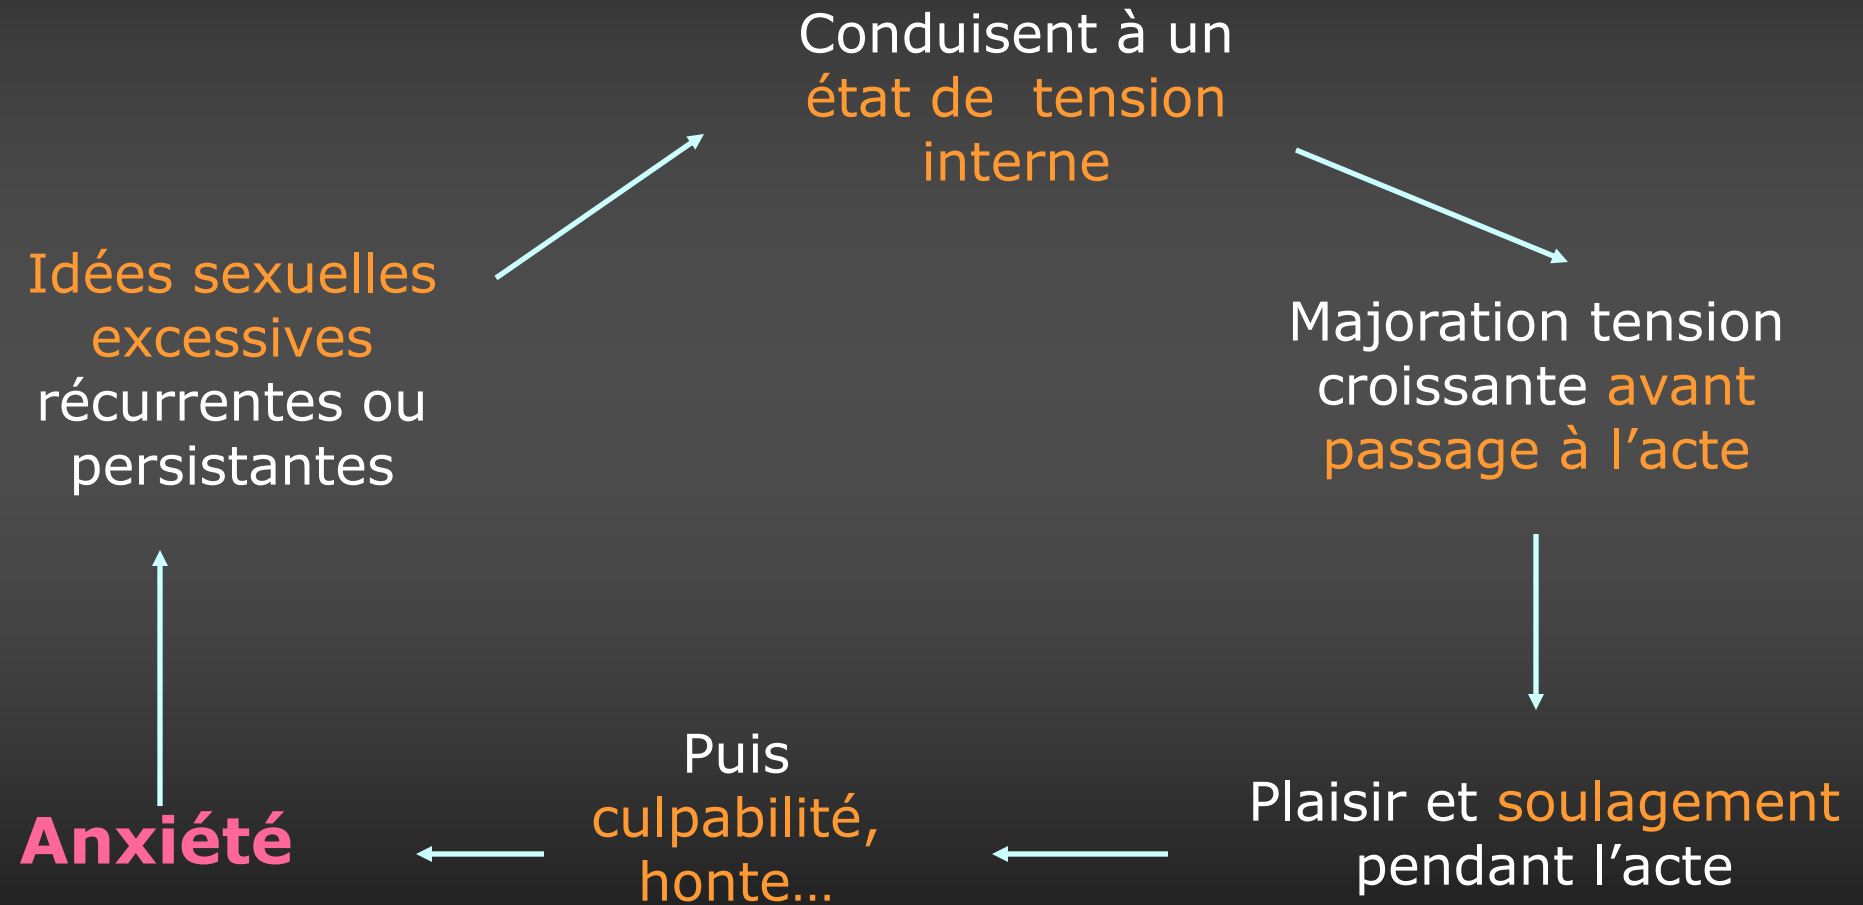 Conduisent à un
état de  tension
interne
Idées sexuelles
excessives
récurrentes ou
persistantes
Majoration tension
croissante avant
passage à l’acte
Plaisir et soulagement
pendant l’acte
Puis
culpabilité,
honte…
Anxiété